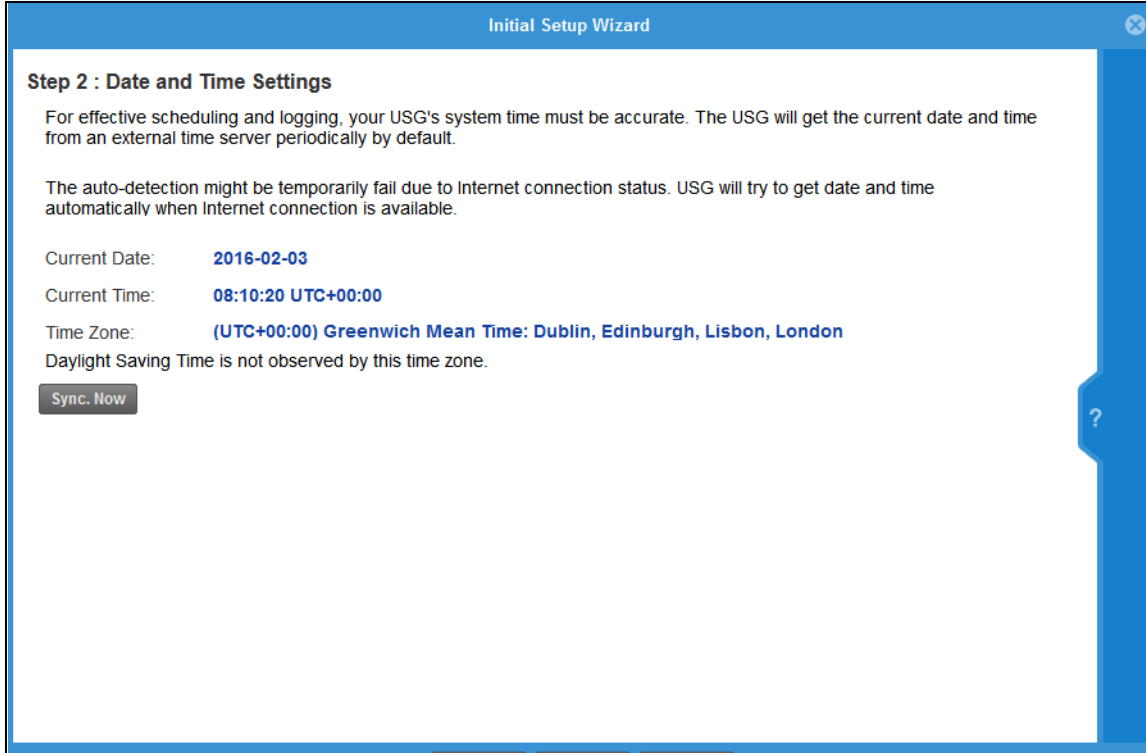 Initial Setup Wizard
Step 2 : Date and Time Settings
For effective scheduling and logging, your USG's system time must be accurate. The USG will get the current date and time
from an external time server periodically by default.
The auto-detection might be temporarily fail due to Internet connection status. USG will try to get date and time
automatically when Internet connection is available.
Current Date: 2016-02-03
Current Time: 08:10:20 UTC+00:00
Time Zone: (UTC+00:00) Greenwich Mean Time: Dublin, Edinburgh, Lisbon, London
Daylight Saving Time is not observed by this time zone.
Sync. Now
?